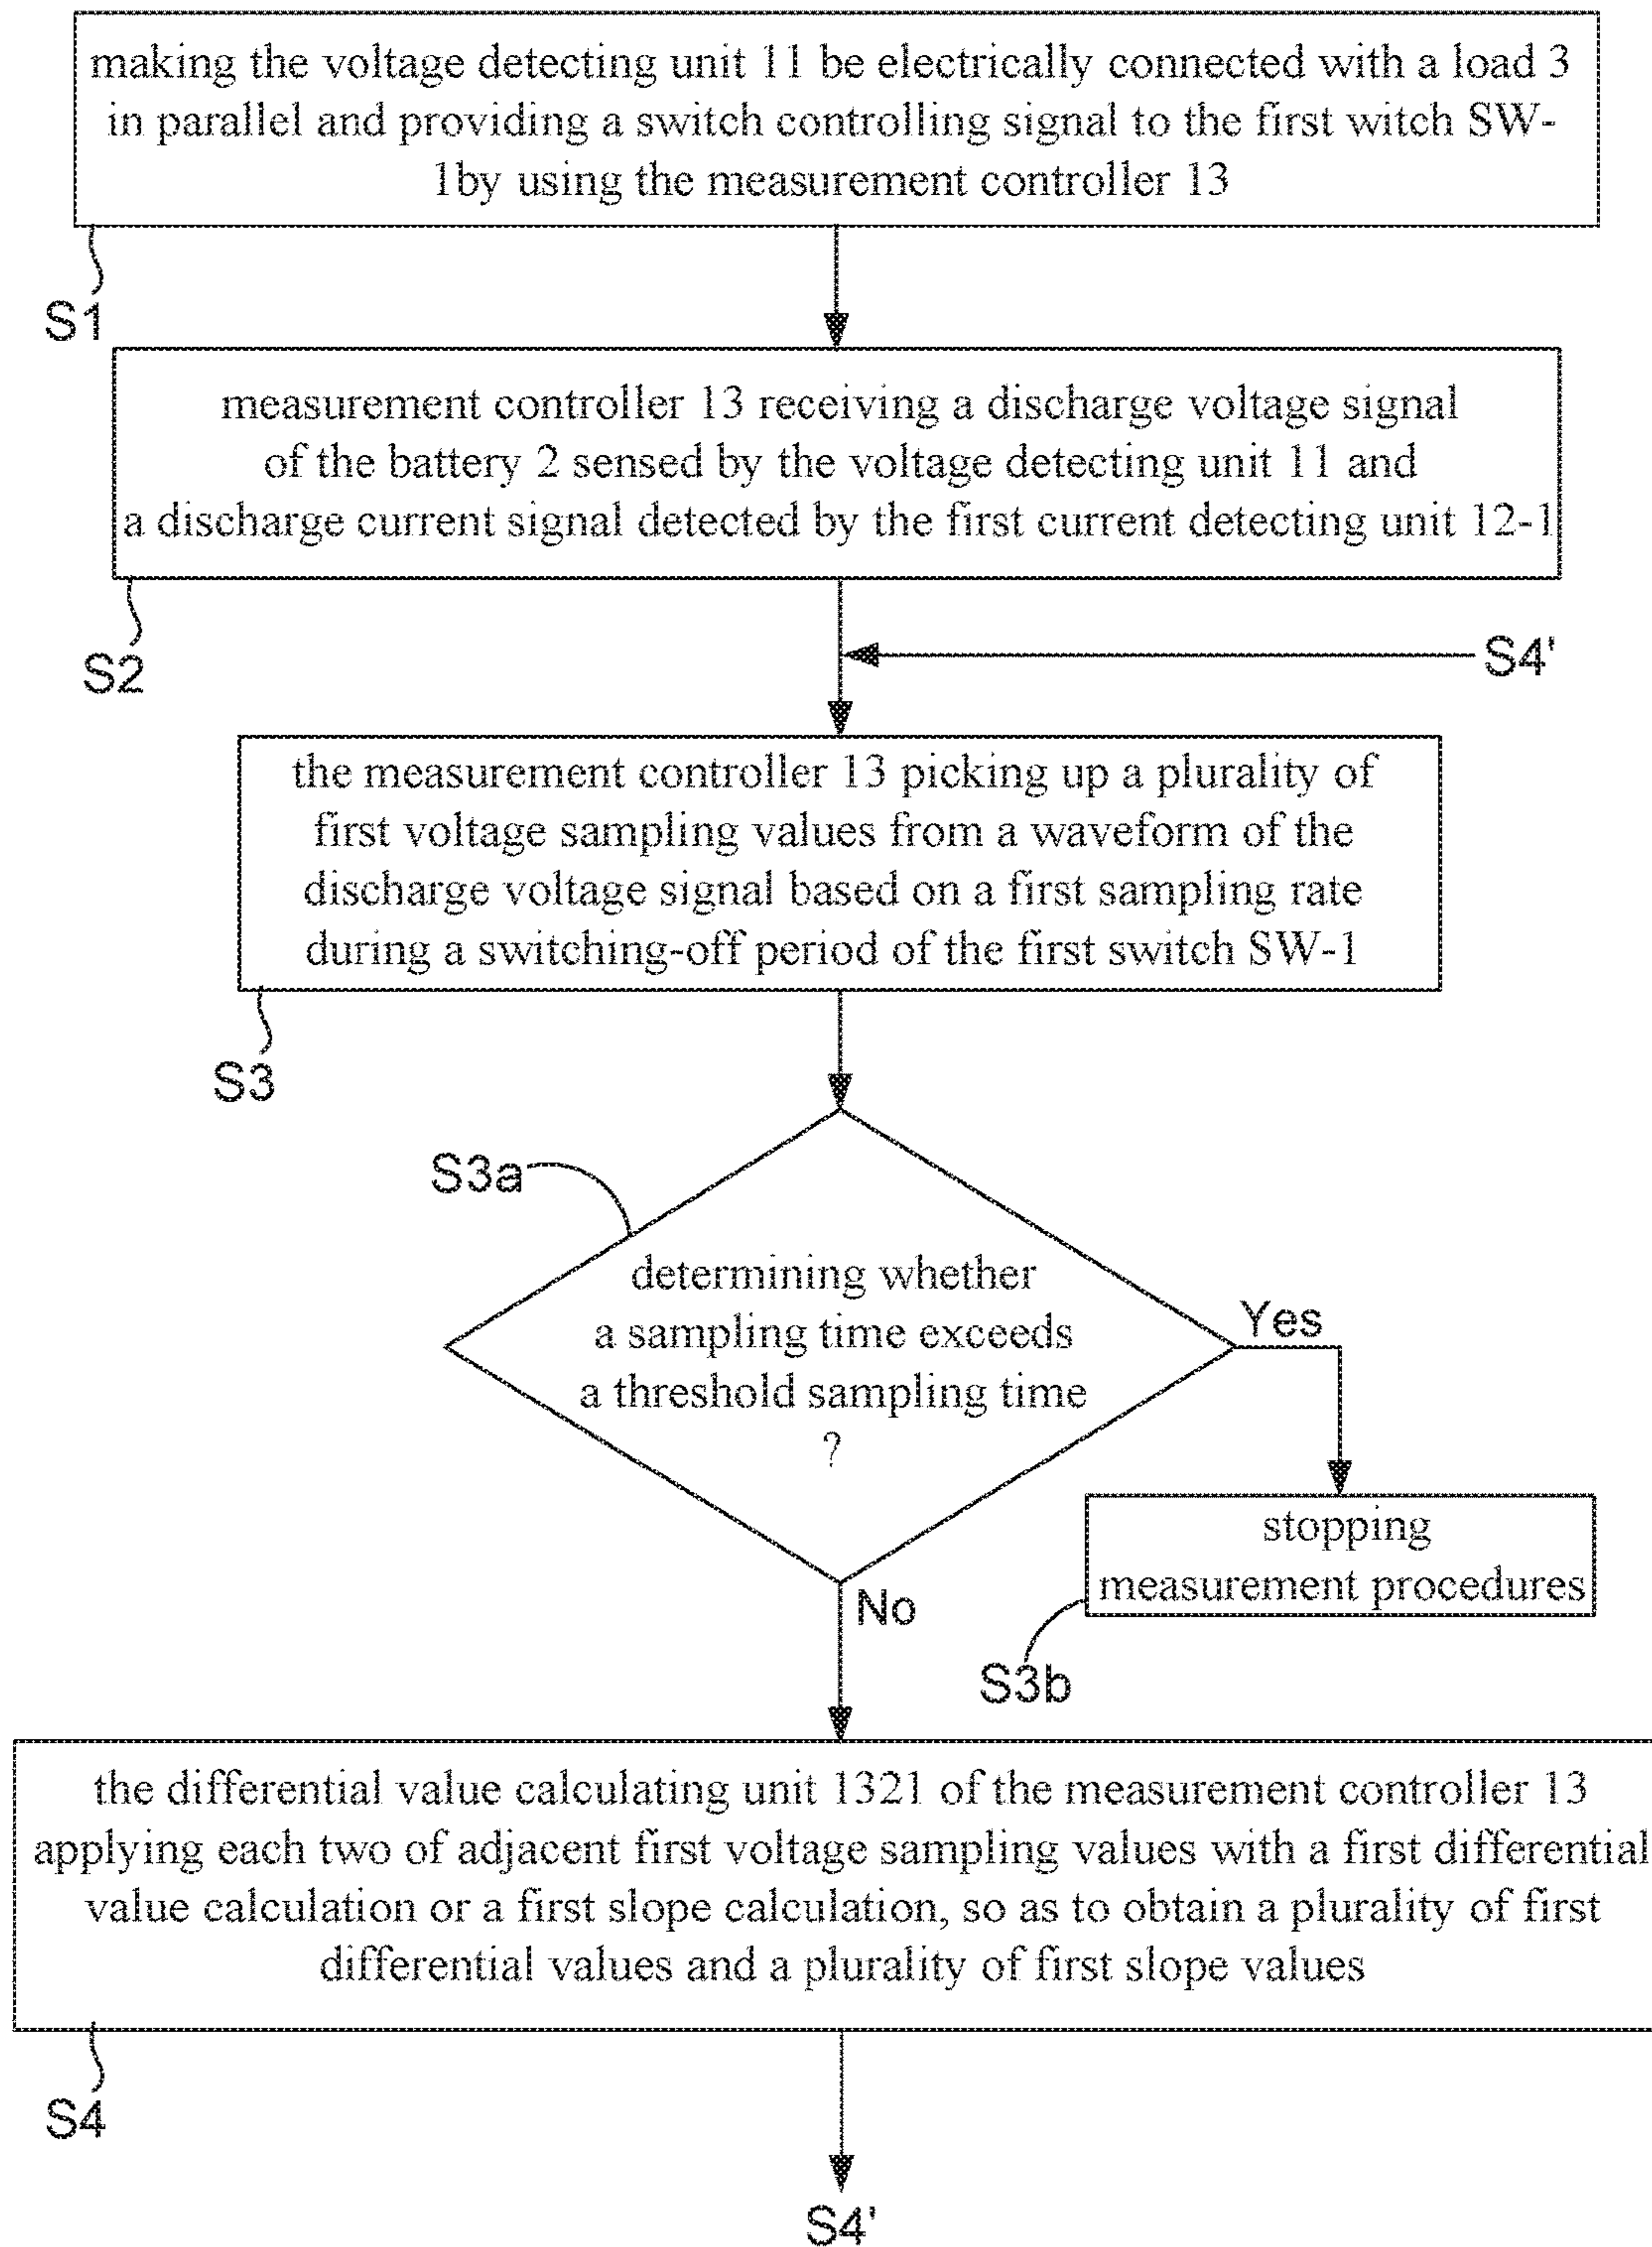 making the voltage detecting unit 11 be electrically connected with a load 3
in parallel and providing a switch controlling signal to the first witch SW-
1by using the measurement controller 13
S1
measurement controller 13 receiving a discharge voltage signal
of the battery 2 sensed by the voltage detecting unit 11 and
a discharge current signal detected by the first current detecting unit 12-1
S2
S4'
the measurement controller 13 picking up a plurality of
first voltage sampling values from a waveform of the
discharge voltage signal based on a first sampling rate
during a switching-off period of the first switch SW-1
S3
S3a
determining whether
a sampling time exceeds
a threshold sampling time
?
Yes
stopping
measurement procedures
No
S3b
the differential value calculating unit 1321 of the measurement controller 13
applying each two of adjacent first voltage sampling values with a first differential
value calculation or a first slope calculation, so as to obtain a plurality of first
differential values and a plurality of first slope values
S4
S4'